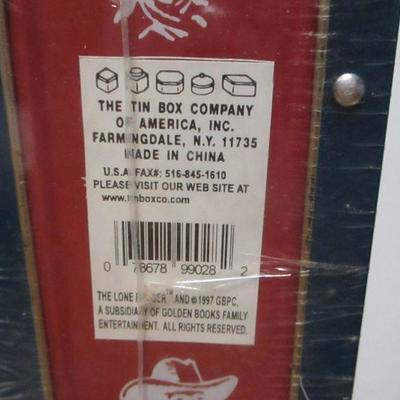 THE TIN BOX COMPANY
OF AMERICA, INC.
FARMINGDALE, N.Y. 11735
MADE IN CHINA
U.S.A. FAX#: 516-845-1610
PLEASE VISIT OUR WEB SITE AT
www.tinboxco.com
0 78678 99028 2
THE LONE RANGER™ AND © 1997 GBPC,
A SUBSIDIARY OF GOLDEN BOOKS FAMILY
ENTERTAINMENT. ALL RIGHTS RESERVED.